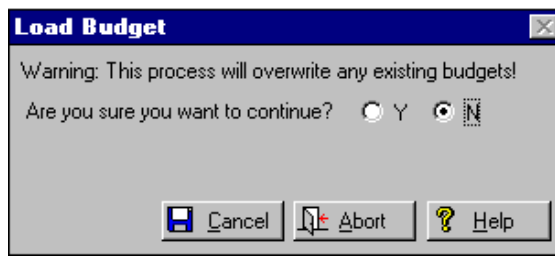 Load Budget
Warning: This process will overwrite any existing budgets!
Are you sure you want to continue? Y N
Cancel Abort Help